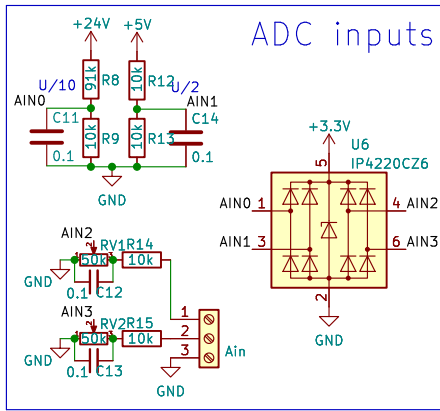 ADC inputs
+24V
+5V
U/10
91k
R8
10k
R12
U/2
AIN0
C11
AIN1
C14
10k
R9
10k
R13
0.1
0.1
GND
+3.3V
U6
IP4220CZ6
5
AIN0
1
4
AIN2
AIN1
3
6
AIN3
2
GND
AIN2
2
RV1
R14
50k
10k
GND
0.1
C12
AIN3
2
RV2
R15
50k
10k
GND
0.1
C13
1
2
3
Ain
GND